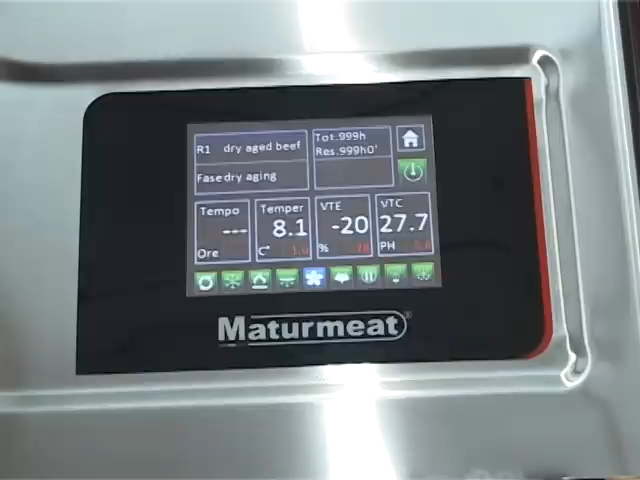 R1 dry aged beef
Tot.999h
Res.999h0'
Fase dry aging
Tempo
---
Ore
Temper
8.1
C°
VTE
-20
%
VTC
27.7
PH
Maturmeat®